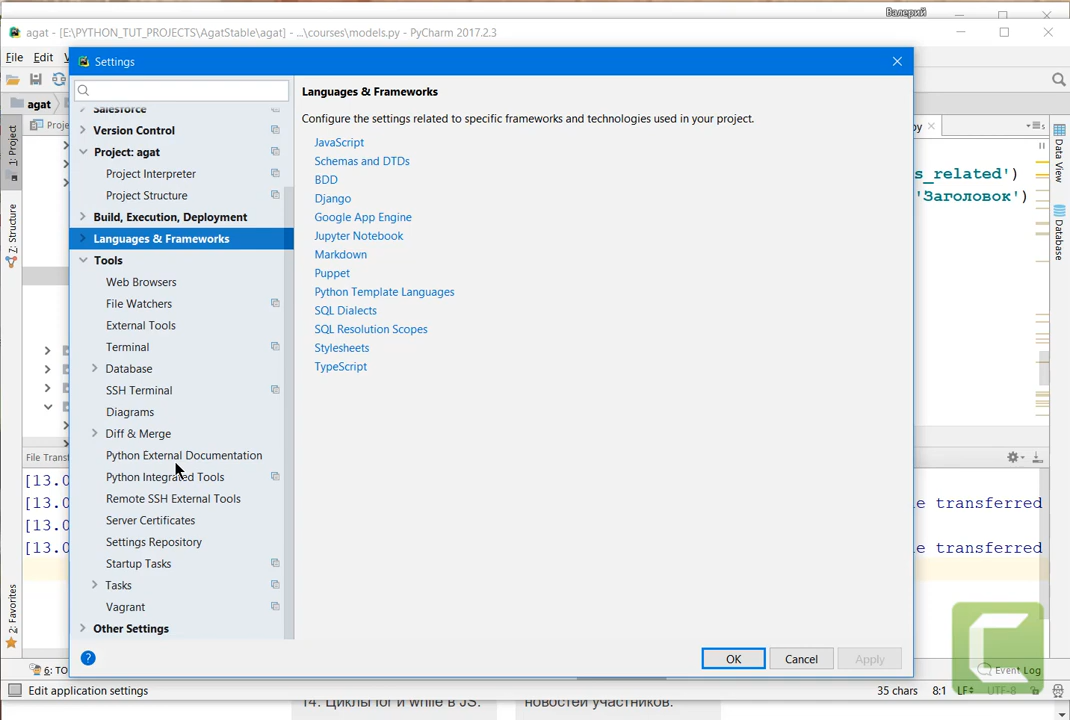 Валерий
agat - [E:\PYTHON_TUT_PROJECTS\AgatStable\agat] - ...\courses\models.py - PyCharm 2017.2.3
File Edit V
Settings
agat
Proje
py
1: Project
7: Structure
2: Favorites
Data View
Database
Salesforce
Version Control
Project: agat
Project Interpreter
Project Structure
Build, Execution, Deployment
Languages & Frameworks
Tools
Web Browsers
File Watchers
External Tools
Terminal
Database
SSH Terminal
Diagrams
Diff & Merge
Python External Documentation
Python Integrated Tools
Remote SSH External Tools
Server Certificates
Settings Repository
Startup Tasks
Tasks
Vagrant
Other Settings
Languages & Frameworks
Configure the settings related to specific frameworks and technologies used in your project.
JavaScript
Schemas and DTDs
BDD
Django
Google App Engine
Jupyter Notebook
Markdown
Puppet
Python Template Languages
SQL Dialects
SQL Resolution Scopes
Stylesheets
TypeScript
s_related')
'Заголовок')
File Transf
[13.0
[13.0
[13.0
[13.0
e transferred
e transferred
?
OK
Cancel
Apply
6: TO
Event Log
Edit application settings
35 chars 8:1 LF UTF-8
14. Циклы for и while в JS.
новостей участников.